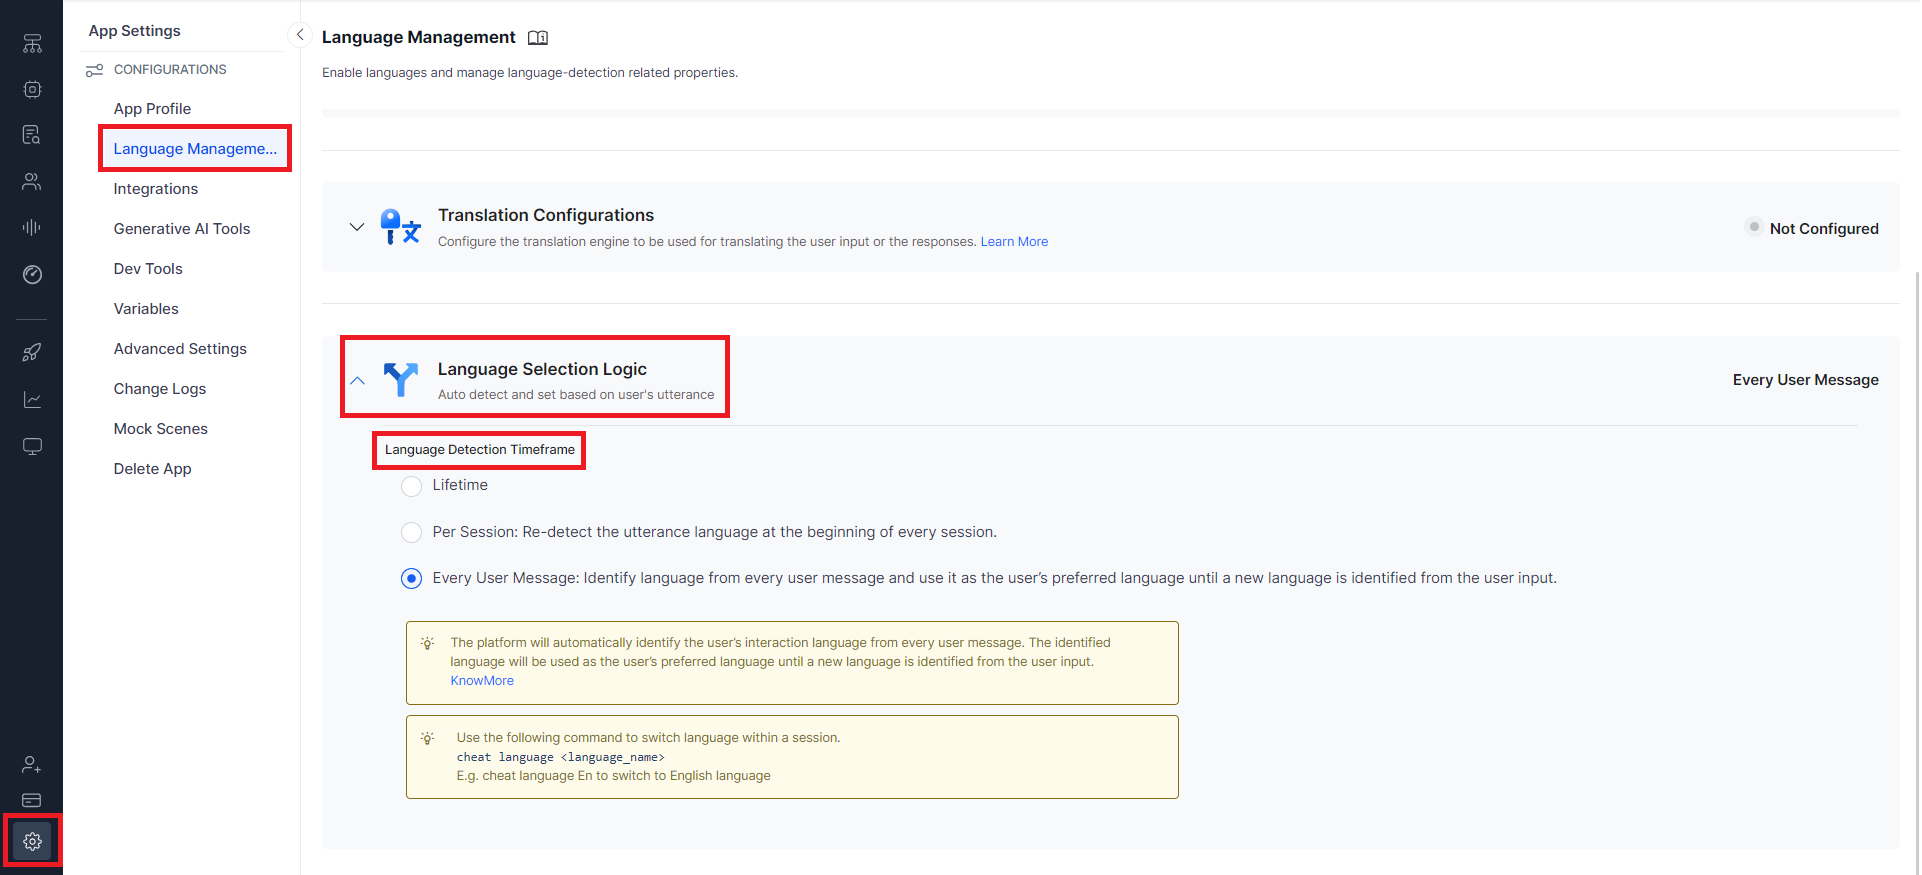 App Settings
CONFIGURATIONS
App Profile
Language Manageme...
Integrations
Generative AI Tools
Dev Tools
Variables
Advanced Settings
Change Logs
Mock Scenes
Delete App
Language Management
Enable languages and manage language-detection related properties.
Translation Configurations
Configure the translation engine to be used for translating the user input or the responses. Learn More
Not Configured
Language Selection Logic
Auto detect and set based on user's utterance
Every User Message
Language Detection Timeframe
Lifetime
Per Session: Re-detect the utterance language at the beginning of every session.
Every User Message: Identify language from every user message and use it as the user’s preferred language until a new language is identified from the user input.
The platform will automatically identify the user’s interaction language from every user message. The identified
language will be used as the user’s preferred language until a new language is identified from the user input.
KnowMore
Use the following command to switch language within a session.
cheat language <language_name>
E.g. cheat language En to switch to English language